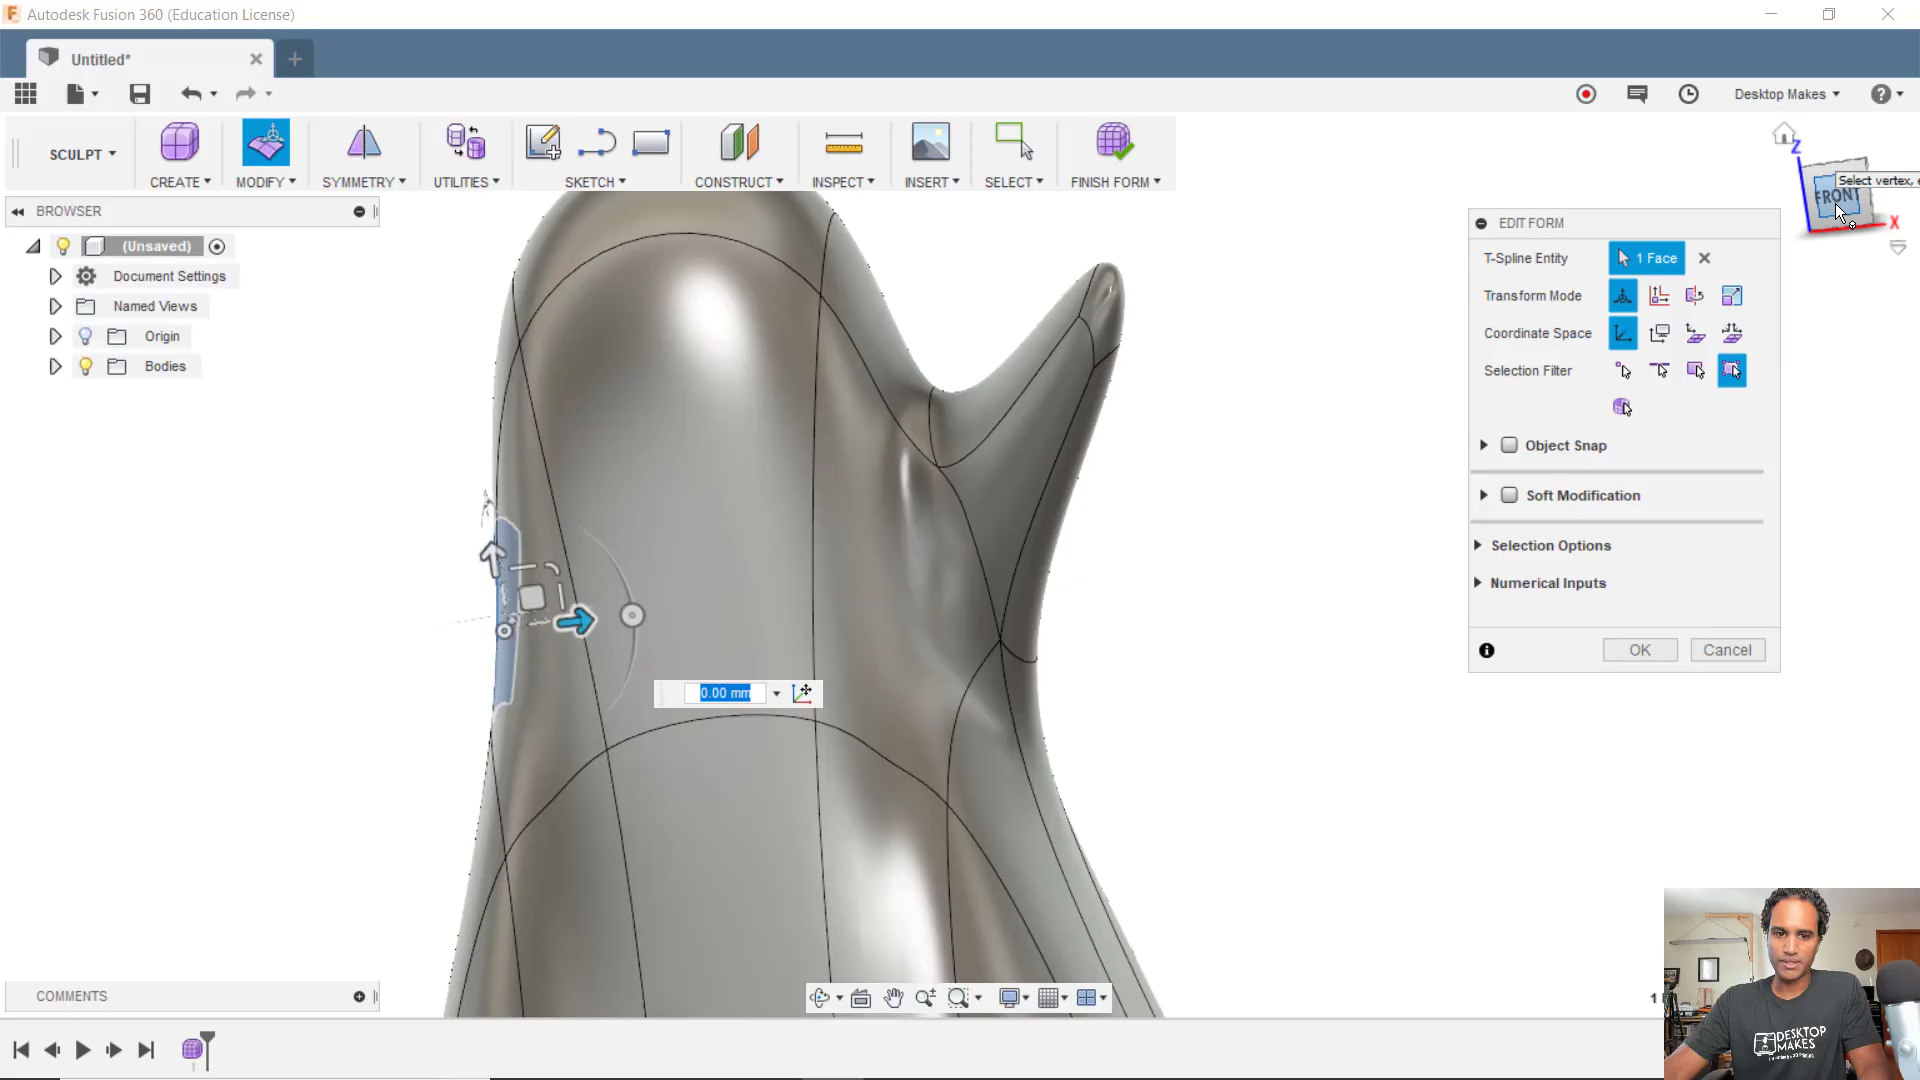 Autodesk Fusion 360 (Education License)
Untitled*
Desktop Makes
SCULPT
CREATE
MODIFY
SYMMETRY
UTILITIES
SKETCH
CONSTRUCT
INSPECT
INSERT
SELECT
FINISH FORM
Z
Select vertex,
FRONT
X
BROWSER
(Unsaved)
Document Settings
Named Views
Origin
Bodies
EDIT FORM
T-Spline Entity
1 Face
Transform Mode
Coordinate Space
Selection Filter
Object Snap
Soft Modification
Selection Options
Numerical Inputs
OK
Cancel
0.00 mm
COMMENTS
1
DESKTOP
MAKES